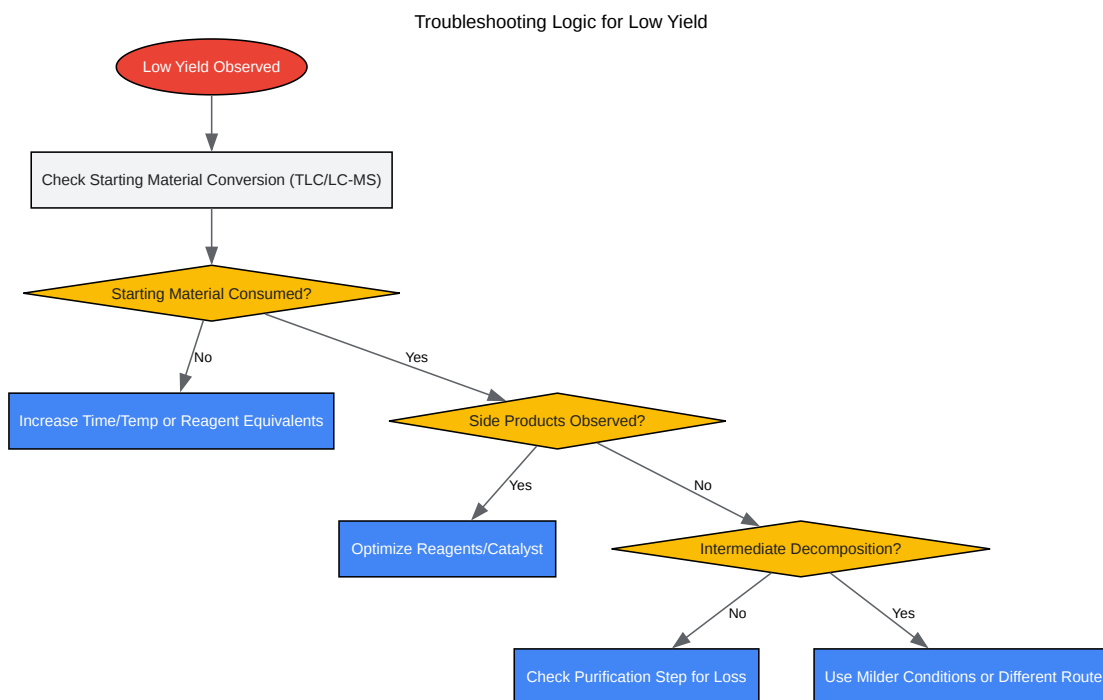 Troubleshooting Logic for Low Yield
Low Yield Observed
Check Starting Material Conversion (TLC/LC-MS)
Starting Material Consumed?
No
Yes
Increase Time/Temp or Reagent Equivalents
Side Products Observed?
Yes
No
Optimize Reagents/Catalyst
Intermediate Decomposition?
No
Yes
Check Purification Step for Loss
Use Milder Conditions or Different Route